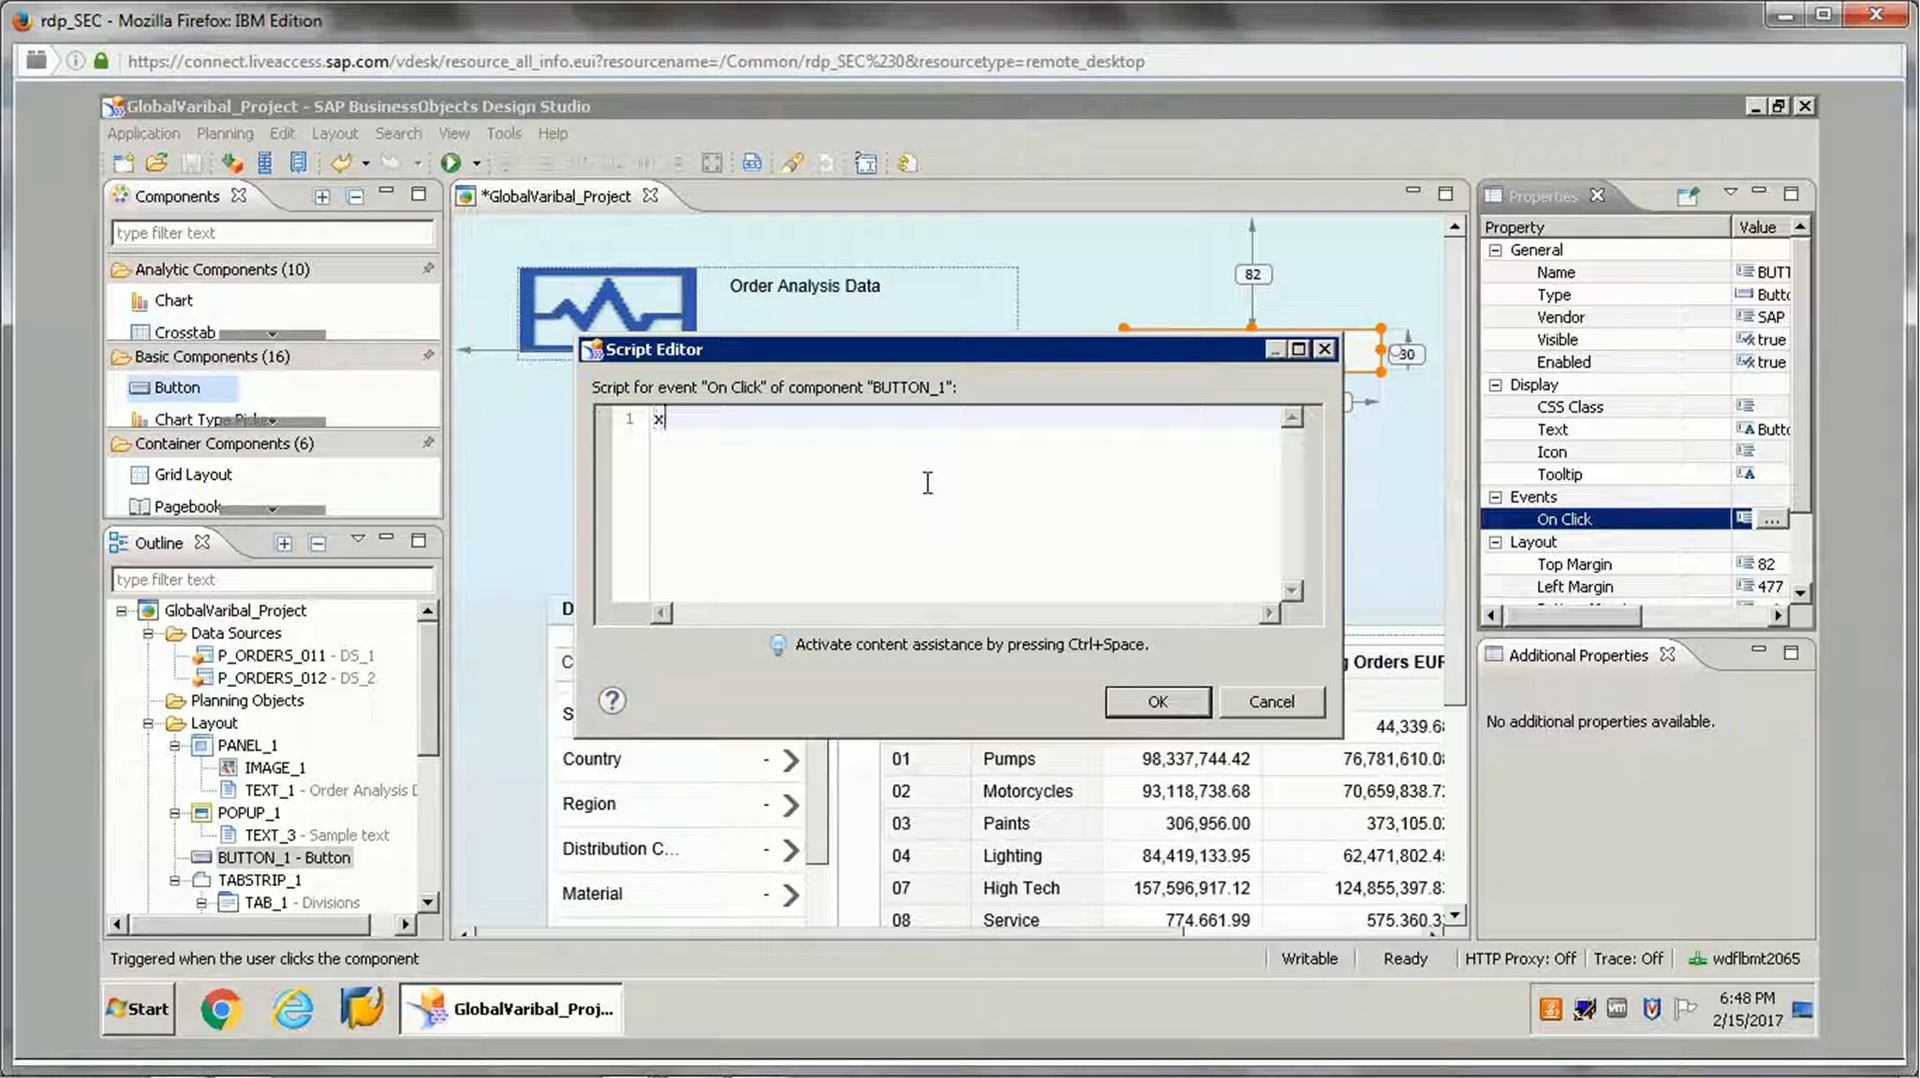 rdp_SEC - Mozilla Firefox: IBM Edition
https://connect.liveaccess.sap.com/vdesk/resource_all_info.eui?resourcename=/Common/rdp_SEC%230&resourcetype=remote_desktop
GlobalVaribal_Project - SAP BusinessObjects Design Studio
Application Planning Edit Layout Search View Tools Help
Components
type filter text
Analytic Components (10)
Chart
Crosstab
Basic Components (16)
Button
Container Components (6)
Grid Layout
Pagebook
Outline
type filter text
GlobalVaribal_Project
Data Sources
P_ORDERS_011 - DS_1
P_ORDERS_012 - DS_2
Planning Objects
Layout
PANEL_1
IMAGE_1
TEXT_1 - Order Analysis D
POPUP_1
TEXT_3 - Sample text
BUTTON_1 - Button
TABSTRIP_1
TAB_1 - Divisions
*GlobalVaribal_Project
Order Analysis Data
82
30
Script Editor
Script for event "On Click" of component "BUTTON_1":
1 x
Activate content assistance by pressing Ctrl+Space.
OK Cancel
D
C
S
Country -
Region -
Distribution C... -
Material -
g Orders EUR
44,339.6
01 Pumps 98,337,744.42 76,781,610.0
02 Motorcycles 93,118,738.68 70,659,838.7
03 Paints 306,956.00 373,105.0
04 Lighting 84,419,133.95 62,471,802.4
07 High Tech 157,596,917.12 124,855,397.8
08 Service 774,661.99 575,360.3
Properties
Property Value
General
Name BUTT
Type Butto
Vendor SAP
Visible true
Enabled true
Display
CSS Class
Text Butto
Icon
Tooltip
Events
On Click ...
Layout
Top Margin 82
Left Margin 477
Additional Properties
No additional properties available.
Triggered when the user clicks the component
Writable Ready HTTP Proxy: Off Trace: Off wdflbmt2065
Start
GlobalVaribal_Proj...
6:48 PM
2/15/2017